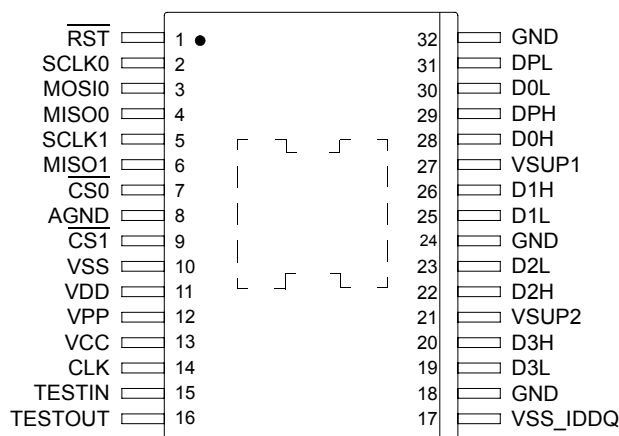 RST 1 32 GND
SCLK0 2 31 DPL
MOSI0 3 30 D0L
MISO0 4 29 DPH
SCLK1 5 28 D0H
MISO1 6 27 VSUP1
CS0 7 26 D1H
AGND 8 25 D1L
CS1 9 24 GND
VSS 10 23 D2L
VDD 11 22 D2H
VPP 12 21 VSUP2
VCC 13 20 D3H
CLK 14 19 D3L
TESTIN 15 18 GND
TESTOUT 16 17 VSS_IDDQ